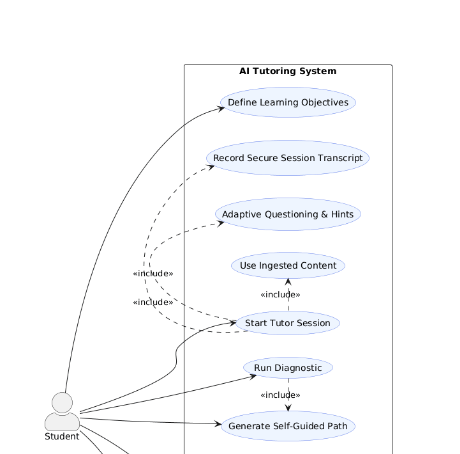 AI Tutoring System
Define Learning Objectives
Record Secure Session Transcript
Adaptive Questioning & Hints
Use Ingested Content
«include»
«include»
«include»
Start Tutor Session
Run Diagnostic
«include»
Generate Self-Guided Path
Student